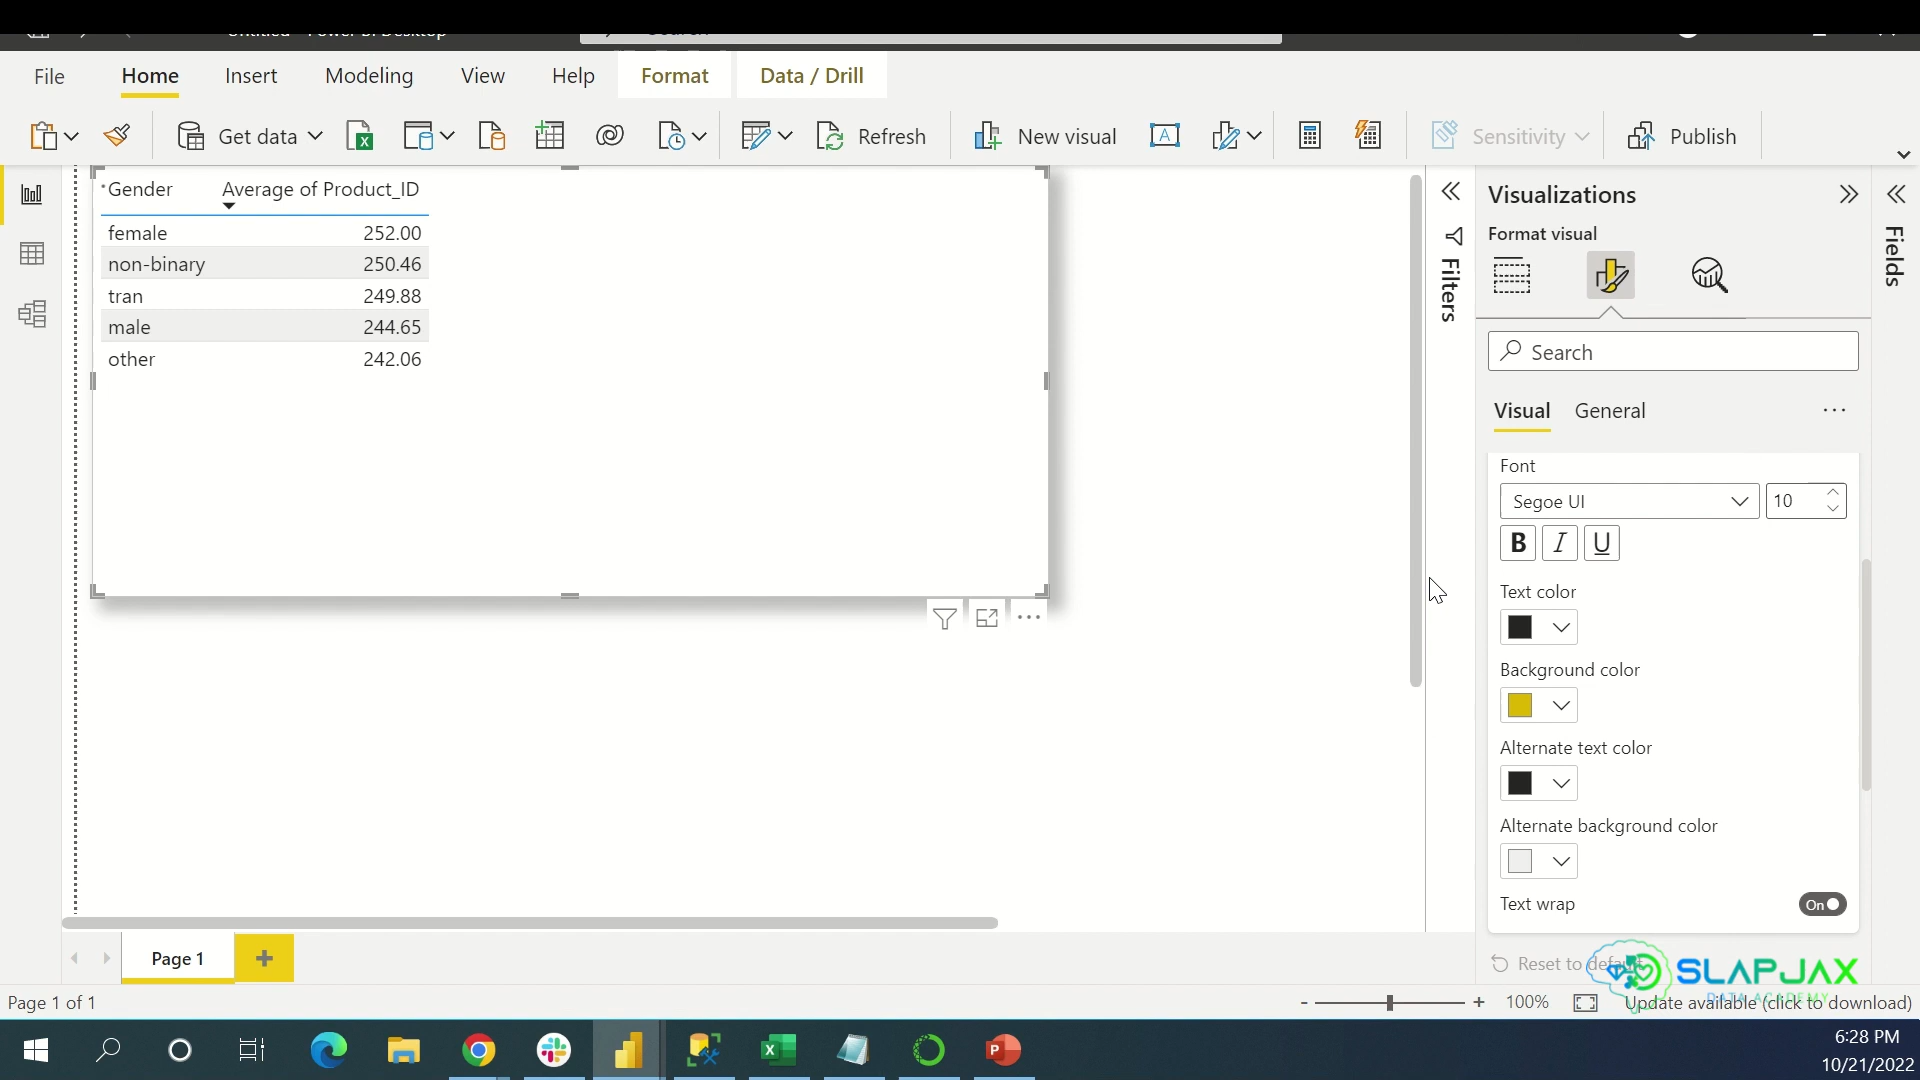 File Home Insert Modeling View Help Format Data / Drill
Get data Refresh New visual Sensitivity Publish
Gender Average of Product_ID
female 252.00
non-binary 250.46
tran 249.88
male 244.65
other 242.06
Filters
Visualizations
Format visual
Search
Visual General
Font
Segoe UI 10
B I U
Text color
Background color
Alternate text color
Alternate background color
Text wrap On
Reset to default
Fields
SLAPJAX
DATA ACADEMY
Page 1
Page 1 of 1
- + 100%
Update available (click to download)
6:28 PM
10/21/2022